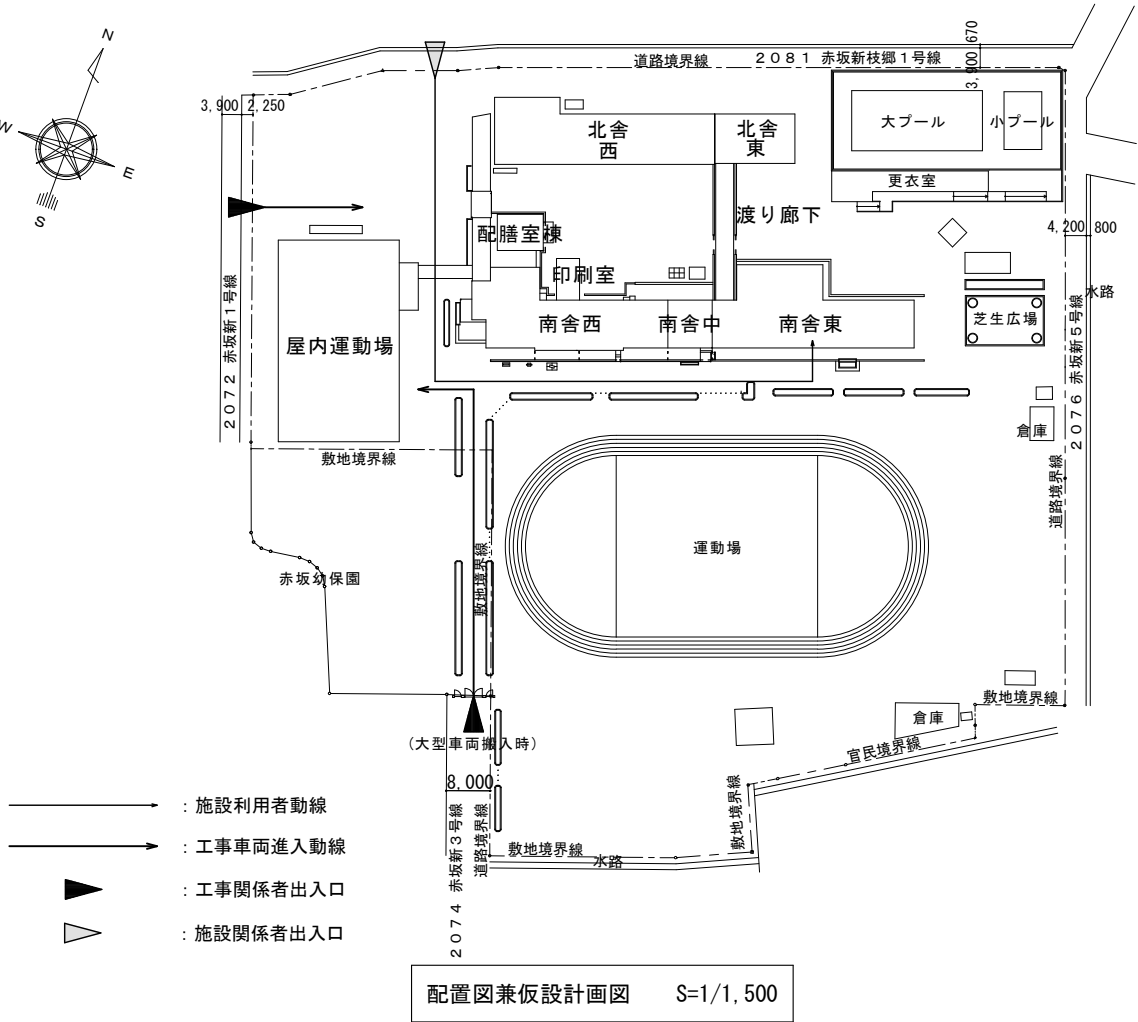 N
W
E
S
道路境界線
2081 赤坂新枝郷1号線
3,900 670
3,900 2,250
北舎
西
北舎
東
大プール
小プール
更衣室
渡り廊下
配膳室棟
印刷室
4,200 800
水路
2072 赤坂新1号線
屋内運動場
南舎西
南舎中
南舎東
芝生広場
2076 赤坂新5号線
倉庫
敷地境界線
道路境界線
運動場
赤坂幼保園
敷地境界線
敷地境界線
倉庫
官民境界線
(大型車両搬入時)
8,000
敷地境界線
2074 赤坂新3号線
道路境界線
敷地境界線
水路
:施設利用者動線
:工事車両進入動線
:工事関係者出入口
:施設関係者出入口
配置図兼仮設計画図 S=1/1,500